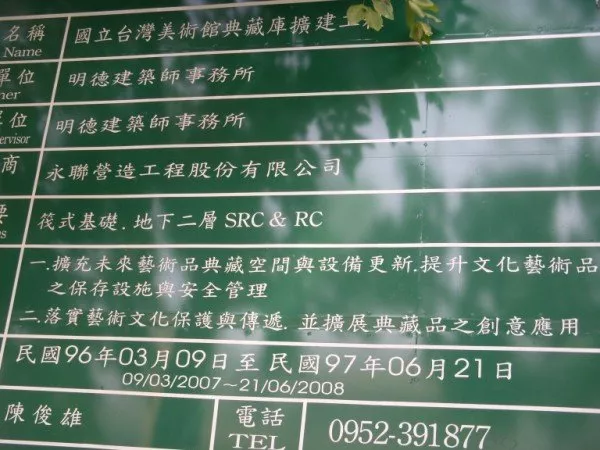 名稱 國立台灣美術館典藏庫擴建工
Name
單位 明德建築師事務所
位 明德建築師事務所
商 永聯營造工程股份有限公司
要 筏式基礎﹒地下二層 SRC & RC
一﹒擴充未來藝術品典藏空間與設備更新﹒提升文化藝術品
之保存設施與安全管理
二﹒落實藝術文化保護與傳遞﹒並擴展典藏品之創意應用
民國96年03月09日至民國97年06月21日
09/03/2007~21/06/2008
陳俊雄 電話 0952-391877
TEL